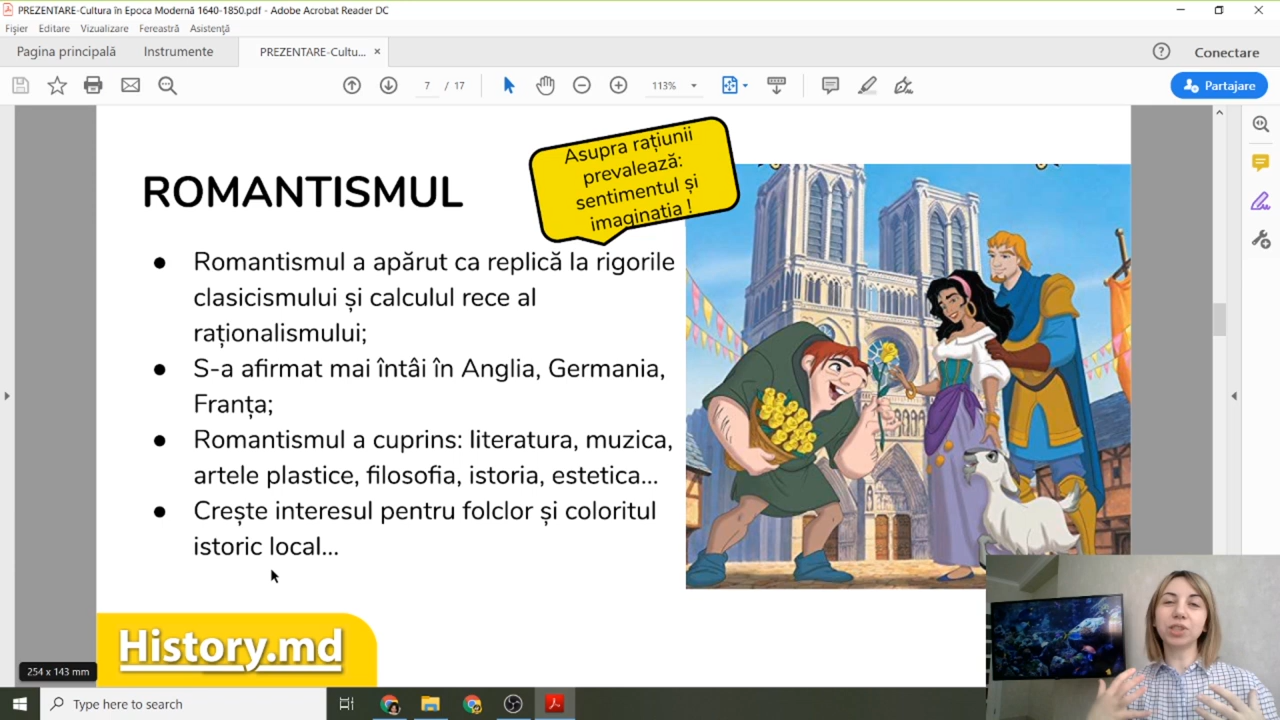 PREZENTARE-Cultura în Epoca Modernă 1640-1850.pdf - Adobe Acrobat Reader DC
Fișier Editare Vizualizare Fereastră Asistență
Pagina principală Instrumente PREZENTARE-Cultu... ×
Conectare
7 / 17
113%
Partajare
Asupra rațiunii
prevalează:
sentimentul și
imaginatia !
ROMANTISMUL
● Romantismul a apărut ca replică la rigorile
clasicismului și calculul rece al
raționalismului;
● S-a afirmat mai întâi în Anglia, Germania,
Franța;
● Romantismul a cuprins: literatura, muzica,
artele plastice, filosofia, istoria, estetica...
● Crește interesul pentru folclor și coloritul
istoric local...
History.md
254 x 143 mm
Type here to search